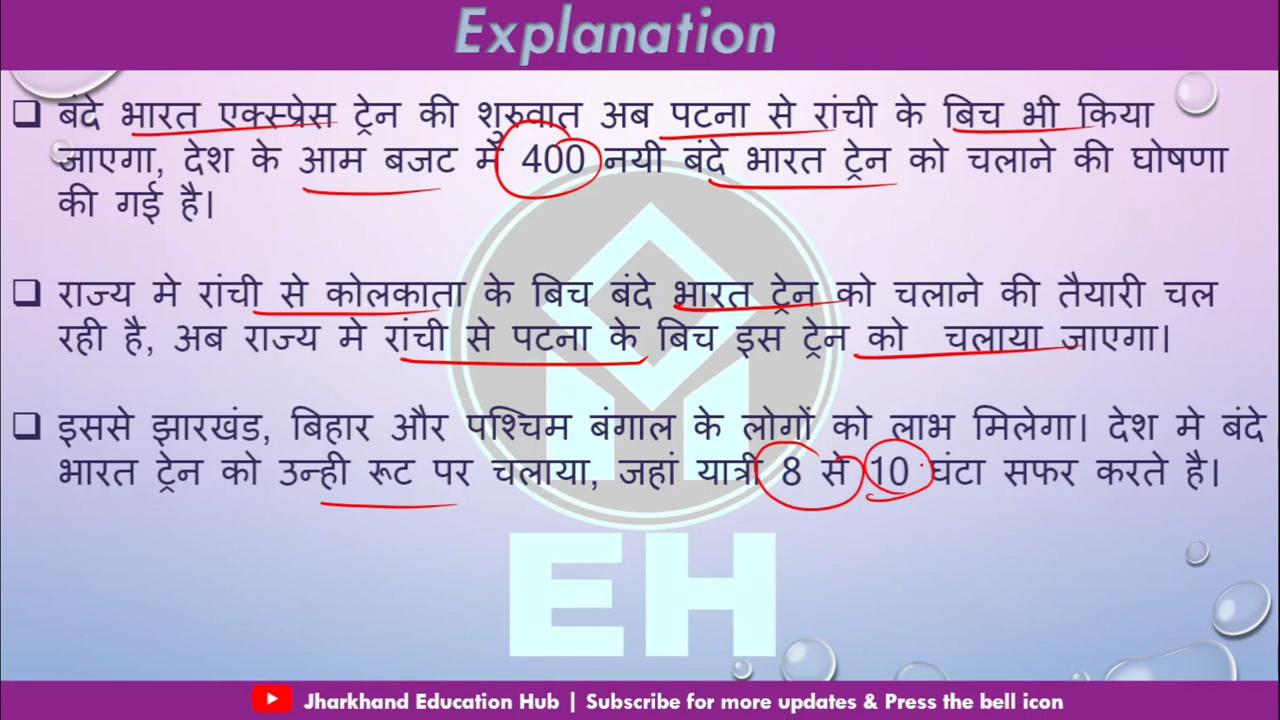 Explanation
❑ बंदे भारत एक्स्प्रेस ट्रेन की शुरुवात अब पटना से रांची के बिच भी किया
जाएगा, देश के आम बजट में 400 नयी बंदे भारत ट्रेन को चलाने की घोषणा
की गई है।
❑ राज्य मे रांची से कोलकाता के बिच बंदे भारत ट्रेन को चलाने की तैयारी चल
रही है, अब राज्य मे रांची से पटना के बिच इस ट्रेन को चलाया जाएगा।
❑ इससे झारखंड, बिहार और पश्चिम बंगाल के लोगों को लाभ मिलेगा। देश मे बंदे
भारत ट्रेन को उन्ही रूट पर चलाया, जहां यात्री 8 से 10 घंटा सफर करते है।
EH
Jharkhand Education Hub | Subscribe for more updates & Press the bell icon